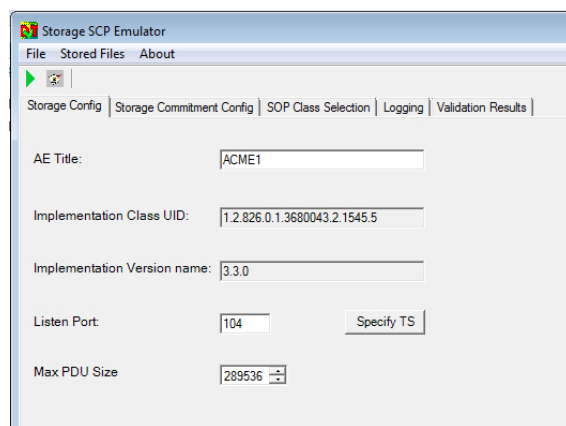 Storage SCP Emulator
File Stored Files About
Storage Config Storage Commitment Config SOP Class Selection Logging Validation Results
AE Title: ACME1
Implementation Class UID: 1.2.826.0.1.3680043.2.1545.5
Implementation Version name: 3.3.0
Listen Port: 104 Specify TS
Max PDU Size 289536